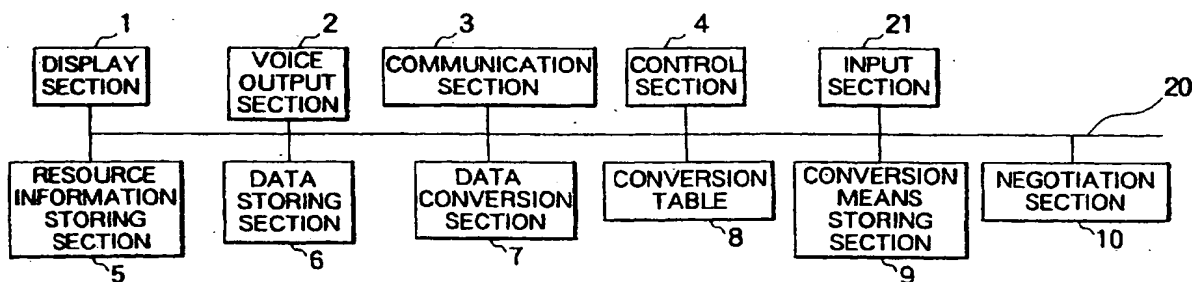 1
DISPLAY
SECTION
2
VOICE
OUTPUT
SECTION
3
COMMUNICATION
SECTION
4
CONTROL
SECTION
21
INPUT
SECTION
20
RESOURCE
INFORMATION
STORING
SECTION
5
DATA
STORING
SECTION
6
DATA
CONVERSION
SECTION
7
CONVERSION
TABLE
8
CONVERSION
MEANS
STORING
SECTION
9
NEGOTIATION
SECTION
10